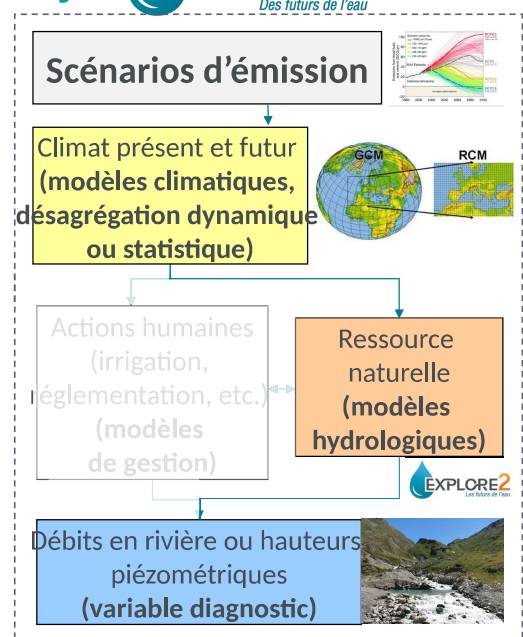 Des futurs de l'eau
Scénarios d'émission
Climat présent et futur
(modèles climatiques,
désagrégation dynamique
ou statistique)
GCM
RCM
Actions humaines
(irrigation,
réglementation, etc.)
(modèles
de gestion)
Ressource
naturelle
(modèles
hydrologiques)
EXPLORE2
Les futurs de l'eau
Débits en rivière ou hauteurs
piézométriques
(variable diagnostic)